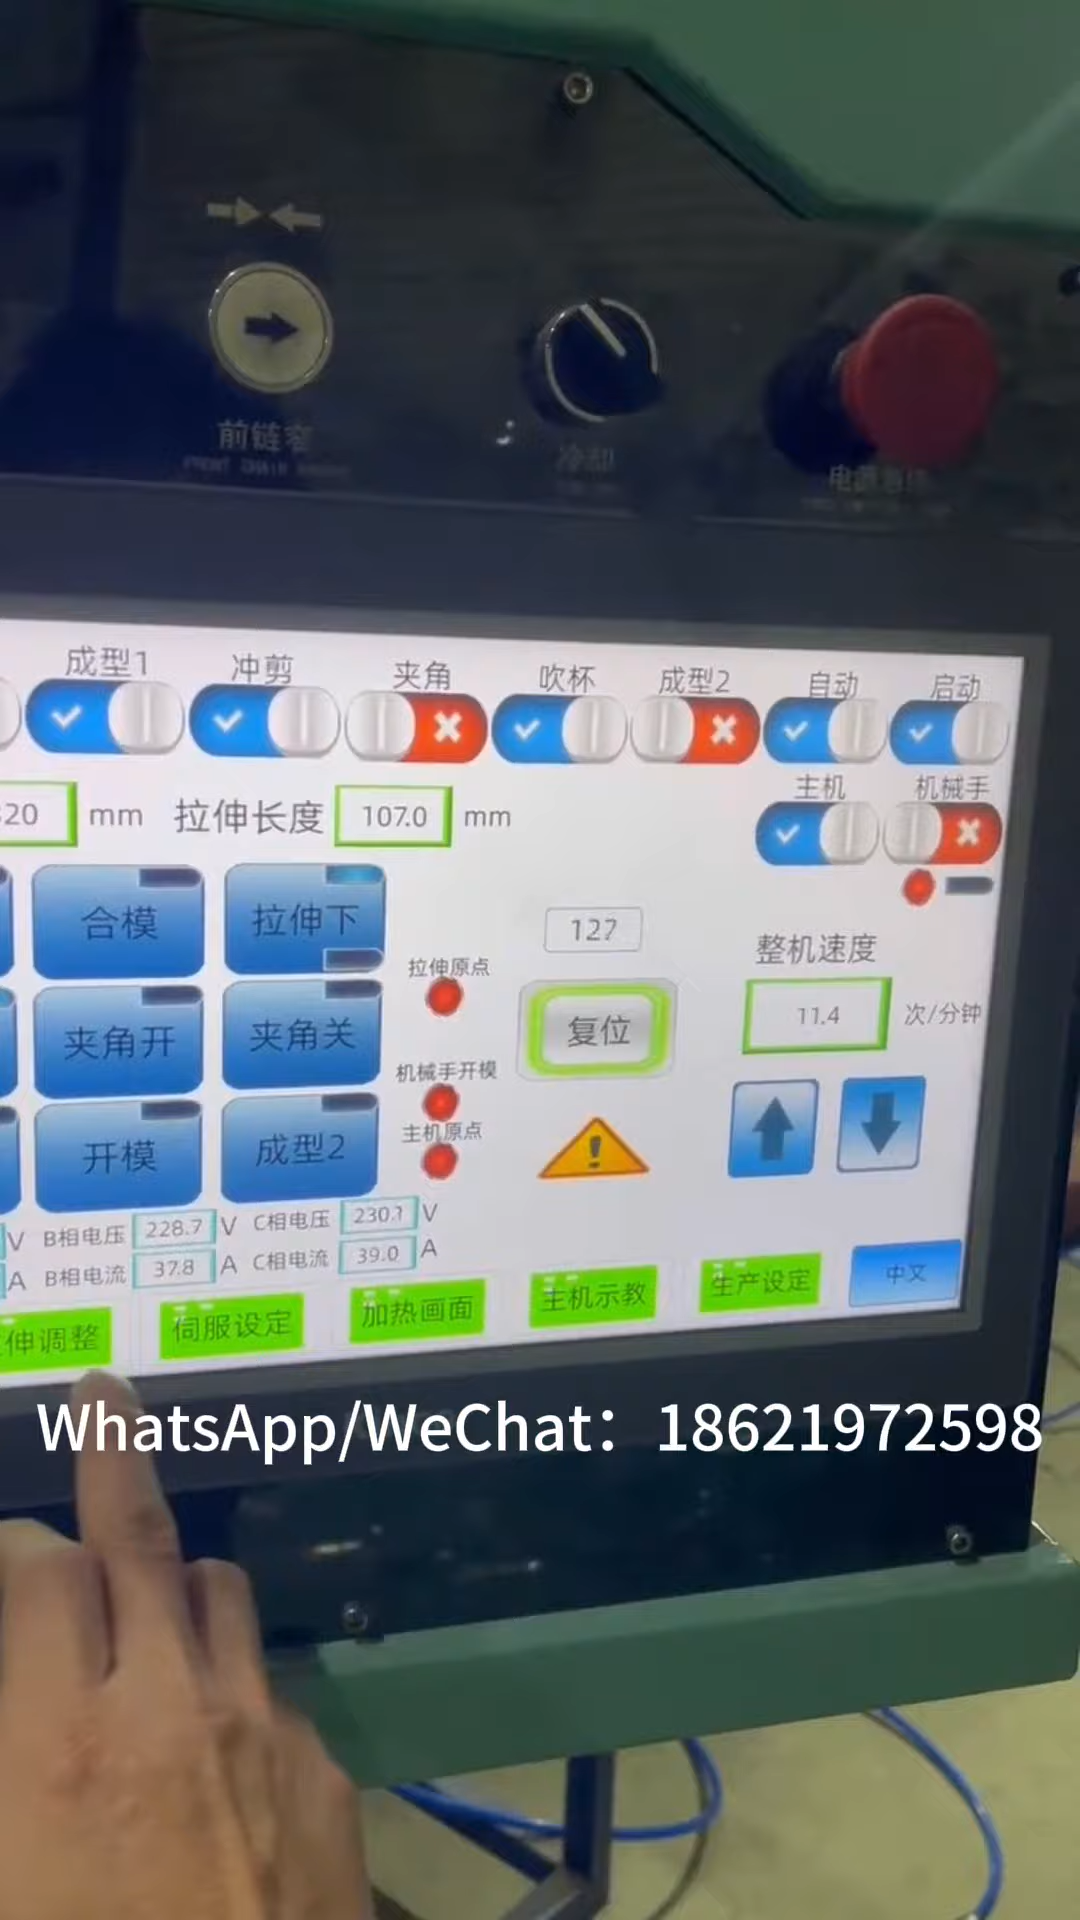 前链窄
冷却
电源急停
成型1 冲剪 夹角 吹杯 成型2 自动 启动
主机 机械手
20 mm 拉伸长度 107.0 mm
合模 拉伸下
127
整机速度
拉伸原点
夹角开 夹角关
复位
11.4 次/分钟
机械手开模
主机原点
开模 成型2
V B相电压 228.7 V C相电压 230.1 V
A B相电流 37.8 A C相电流 39.0 A
伸调整 伺服设定 加热画面 主机示教 生产设定 中文
WhatsApp/WeChat：18621972598